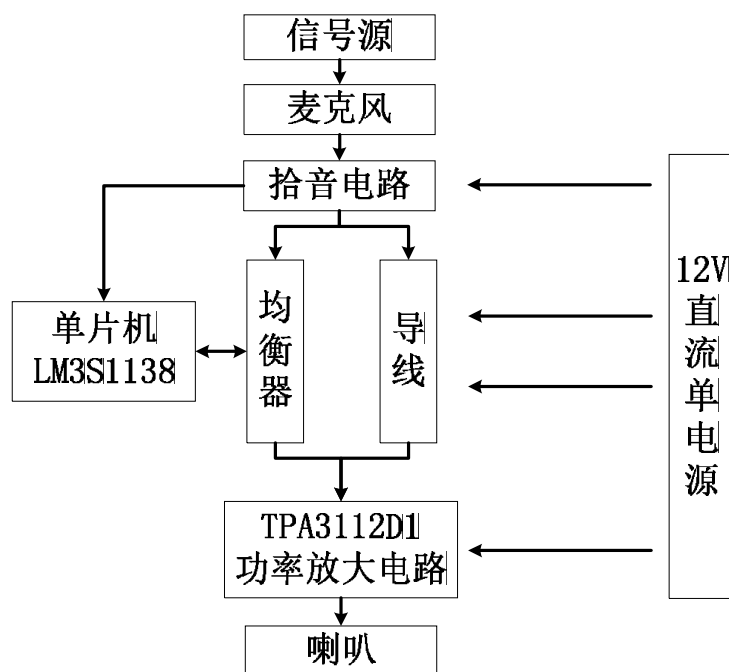 信号源
麦克风
拾音电路
单片机
LM3S1138
均
衡
器
导
线
12V
直
流
单
电
源
TPA3112D1
功率放大电路
喇叭